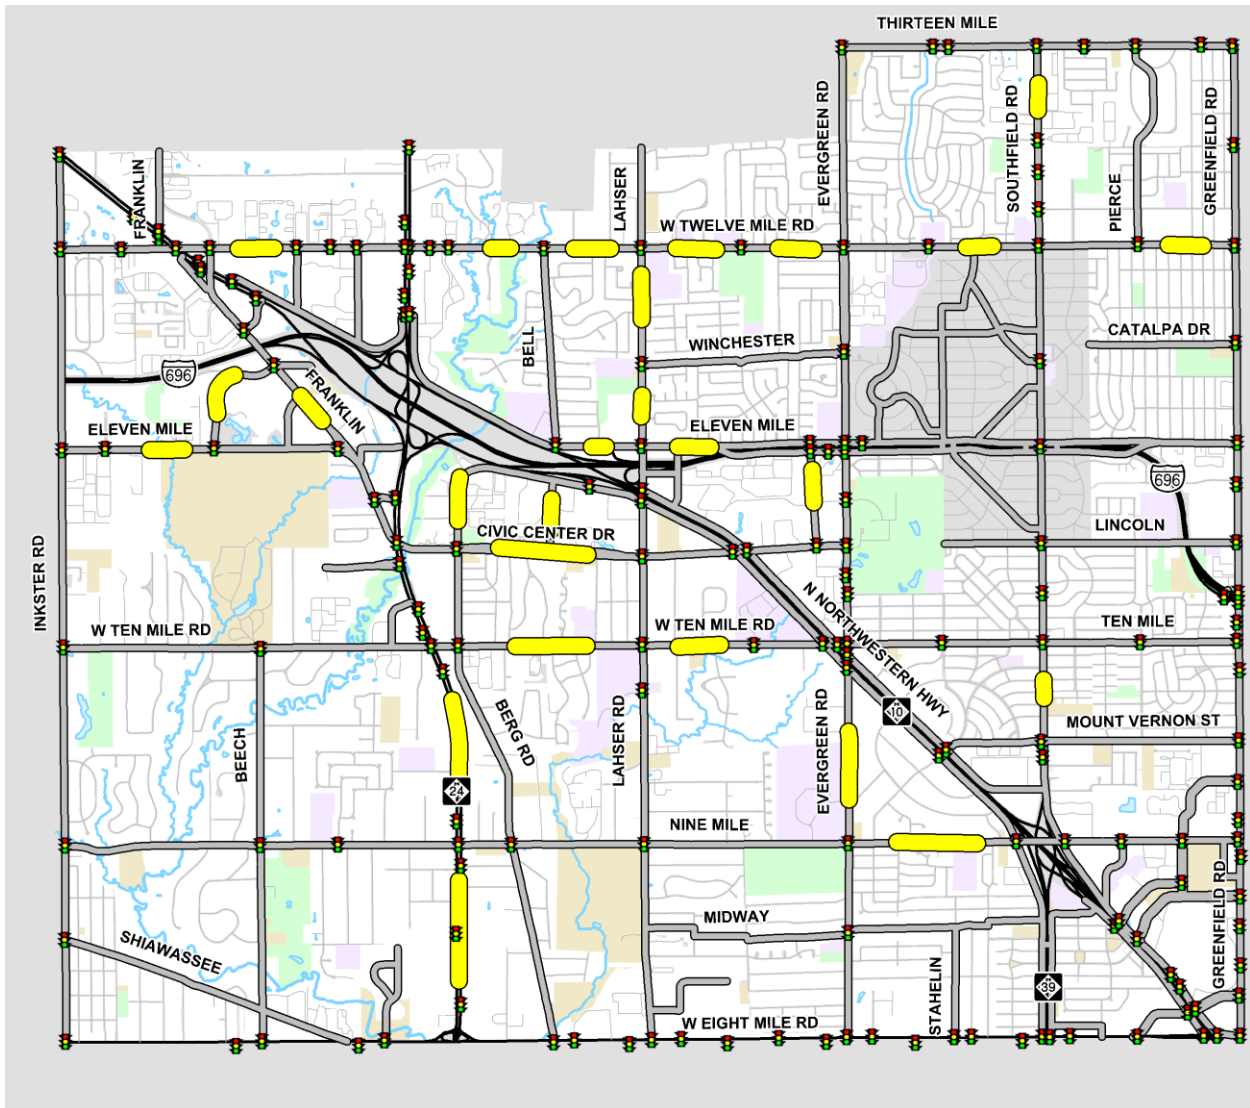 THIRTEEN MILE
EVERGREEN RD
SOUTHFIELD RD
GREENFIELD RD
FRANKLIN
LAHSER
PIERCE
W TWELVE MILE RD
CATALPA DR
WINCHESTER
BELL
696
FRANKLIN
ELEVEN MILE
ELEVEN MILE
696
LINCOLN
CIVIC CENTER DR
INKSTER RD
N NORTHWESTERN HWY
W TEN MILE RD
W TEN MILE RD
TEN MILE
10
MOUNT VERNON ST
BERG RD
LAHSER RD
EVERGREEN RD
BEECH
24
NINE MILE
GREENFIELD RD
MIDWAY
SHIAWASSEE
STAHELIN
39
W EIGHT MILE RD